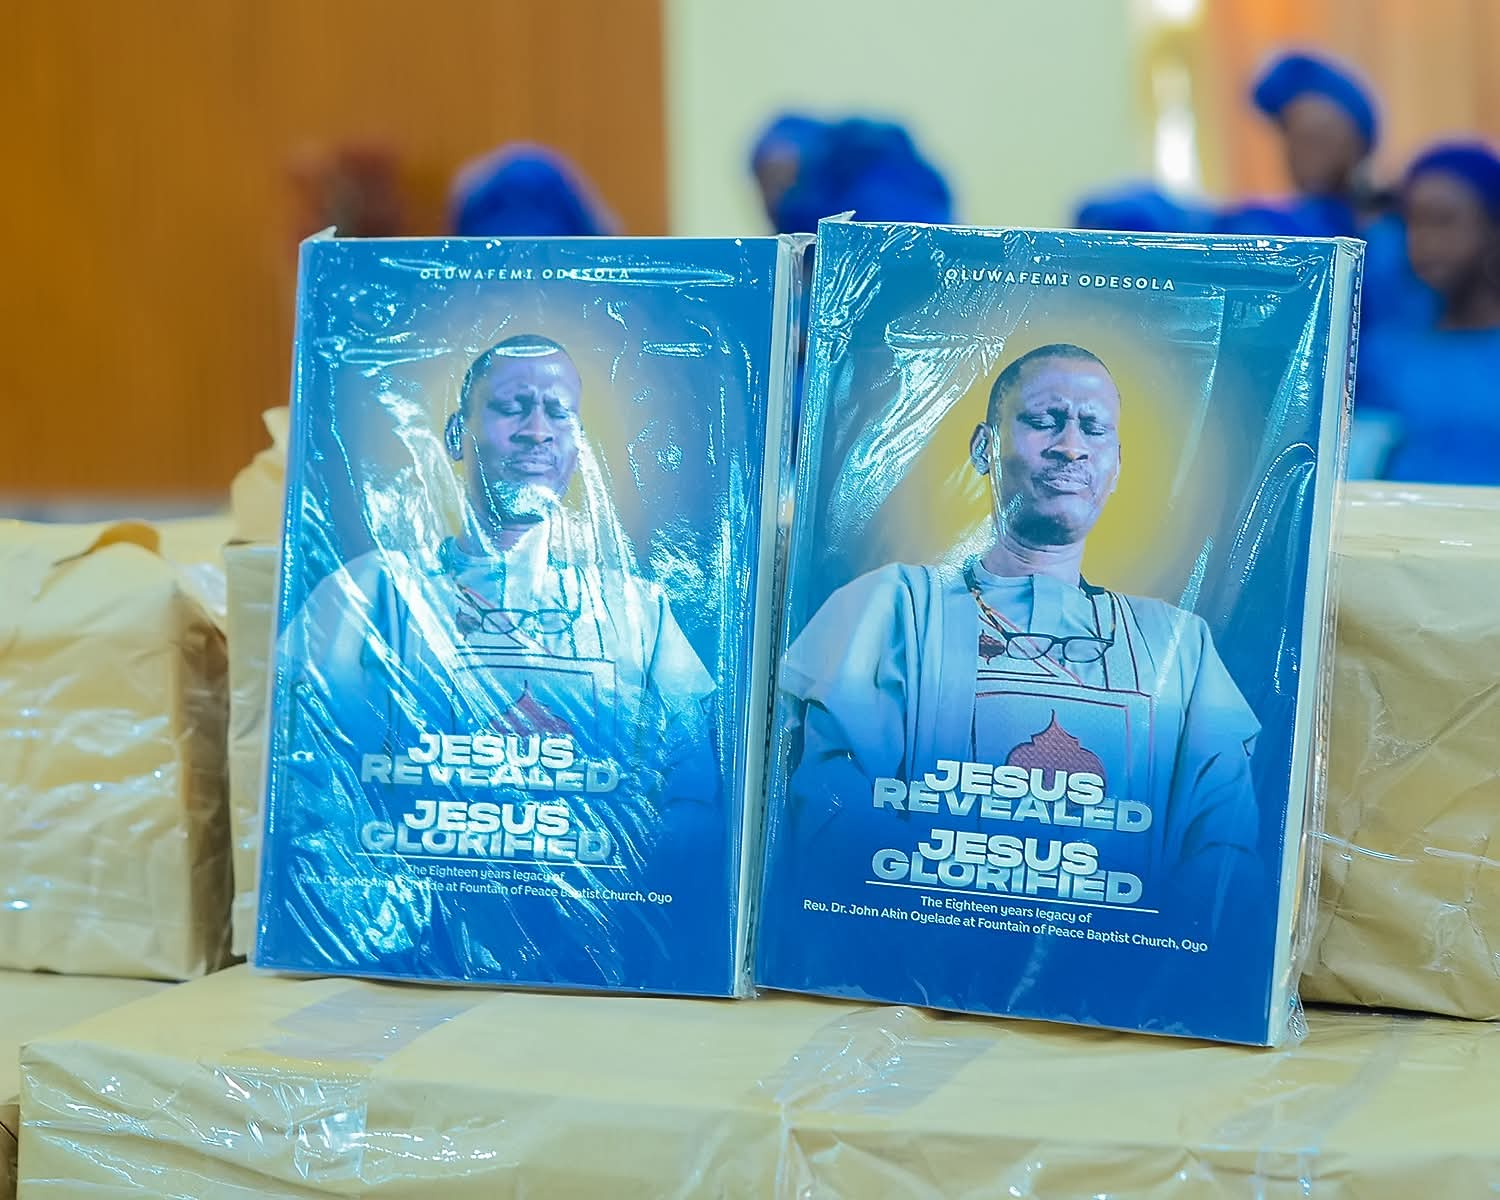 OLUWAFEMI ODESOLA
JESUS
REVEALED
JESUS
GLORIFIED
The Eighteen years legacy of
Rev. Dr. John Akin Oyelade at Fountain of Peace Baptist Church, Oyo
OLUWAFEMI ODESOLA
JESUS
REVEALED
JESUS
GLORIFIED
The Eighteen years legacy of
Rev. Dr. John Akin Oyelade at Fountain of Peace Baptist Church, Oyo